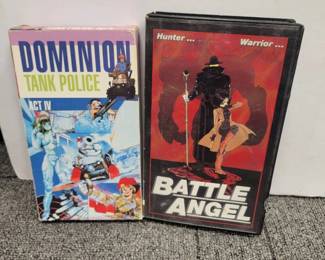 DOMINION
TANK POLICE
ACT IV
Hunter ...
Warrior ...
BATTLE
ANGEL